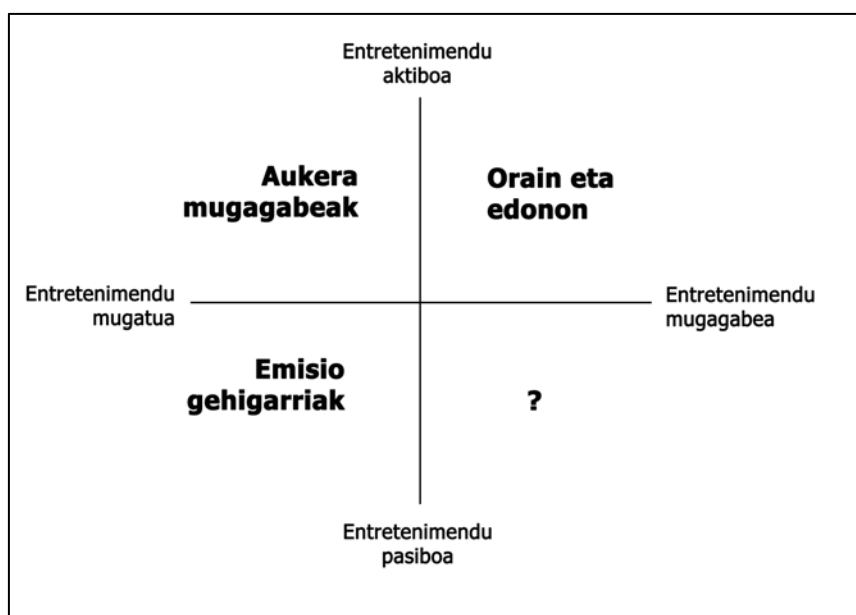 Entretenimendu
aktiboa
Aukera
mugagabeak
Orain eta
edonon
Entretenimendu
mugatua
Entretenimendu
mugagabea
Emisio
gehigarriak
?
Entretenimendu
pasiboa